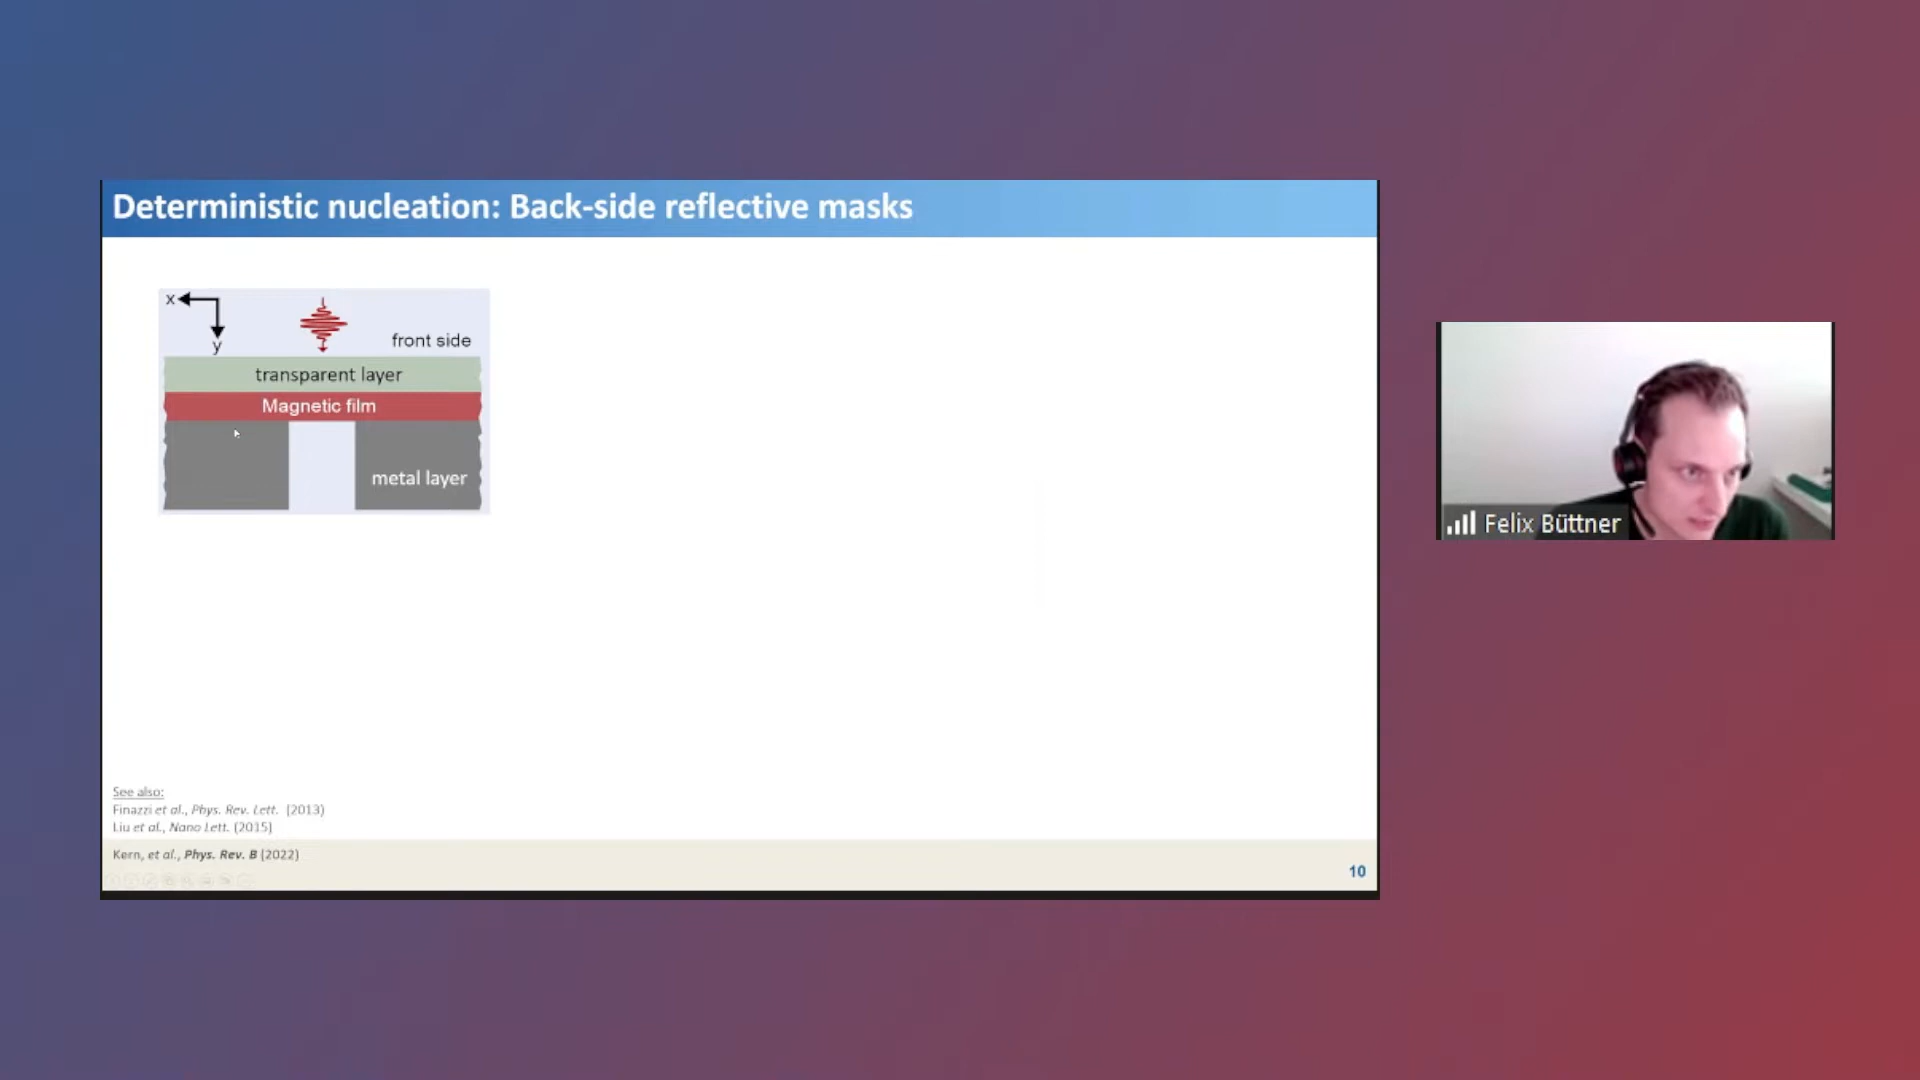 Deterministic nucleation: Back-side reflective masks
x
y
front side
transparent layer
Magnetic film
metal layer
Felix Büttner
See also:
Finazzi et al., Phys. Rev. Lett. (2013)
Liu et al., Nano Lett. (2015)
Kern, et al., Phys. Rev. B (2022)
10